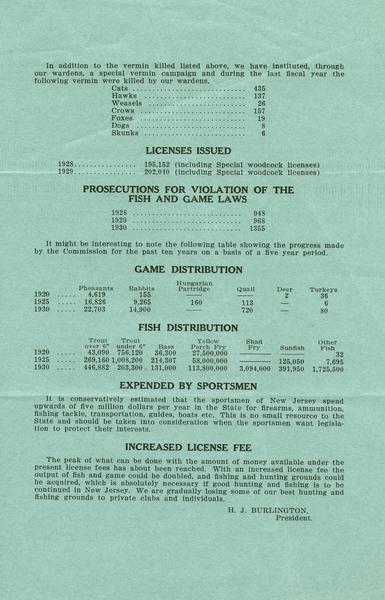 In addition to the vermin killed listed above, we have instituted, through
our wardens, a special vermin campaign and during the last fiscal year the
following vermin were killed by our wardens.
Cats ............................ 435
Hawks ............................ 137
Weasels ............................ 26
Crows ............................ 157
Foxes ............................ 19
Dogs ............................ 8
Skunks ............................ 6
LICENSES ISSUED
1928................ 195,152 (including Special woodcock licenses)
1929................ 202,040 (including Special woodcock licenses)
PROSECUTIONS FOR VIOLATION OF THE
FISH AND GAME LAWS
1928 ............................ 948
1929 ............................ 968
1930 ............................ 1355
It might be interesting to note the following table showing the progress made
by the Commission for the past ten years on a basis of a five year period.
GAME DISTRIBUTION
Pheasants Rabbits Hungarian Partridge Quail Deer Turkeys
1920 ..... 4,619 155 —— —— 2 36
1925 ..... 16,826 9,265 160 113 — 6
1930 ..... 22,703 14,900 —— 720 — 80
FISH DISTRIBUTION
Trout over 6" Trout under 6" Bass Yellow Perch Fry Shad Fry Sunfish Other Fish
1920 ..... 43,090 756,120 36,300 27,500,000 ——— ——— 32
1925 ..... 269,160 1,008,200 214,307 58,000,000 ——— 125,050 7,695
1930 ..... 446,882 203,300 131,000 113,800,000 3,094,000 391,950 1,725,500
EXPENDED BY SPORTSMEN
It is conservatively estimated that the sportsmen of New Jersey spend
upwards of five million dollars per year in the State for firearms, ammunition,
fishing tackle, transportation, guides, boats etc. This is no small resource to the
State and should be taken into consideration when the sportsmen want legisla-
tion to protect their interests.
INCREASED LICENSE FEE
The peak of what can be done with the amount of money available under the
present license fees has about been reached. With an increased license fee the
output of fish and game could be doubled, and fishing and hunting grounds could
be acquired, which is absolutely necessary if good hunting and fishing is to be
continued in New Jersey. We are gradually losing some of our best hunting and
fishing grounds to private clubs and individuals.
H. J. BURLINGTON,
President.